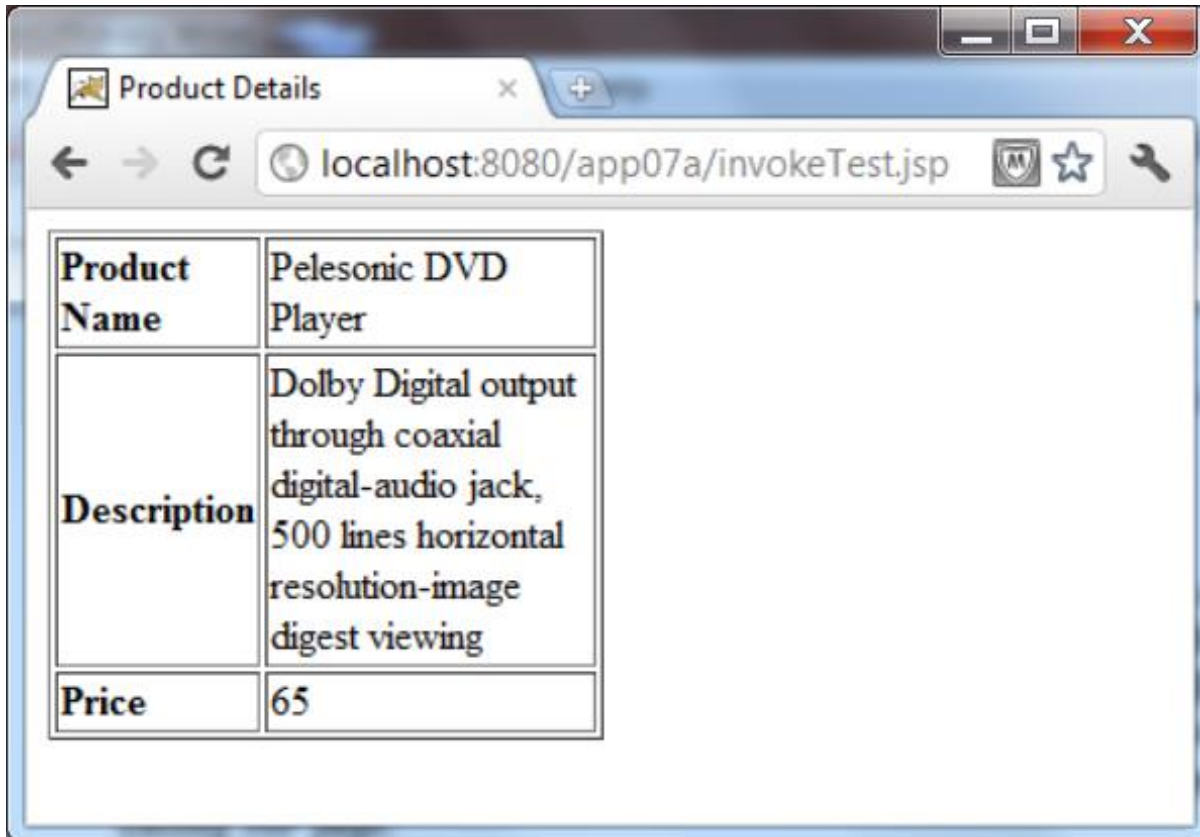 Product Details
localhost:8080/app07a/invokeTest.jsp
Product Name
Pelesonic DVD
Player
Description
Dolby Digital output
through coaxial
digital-audio jack,
500 lines horizontal
resolution-image
digest viewing
Price
65